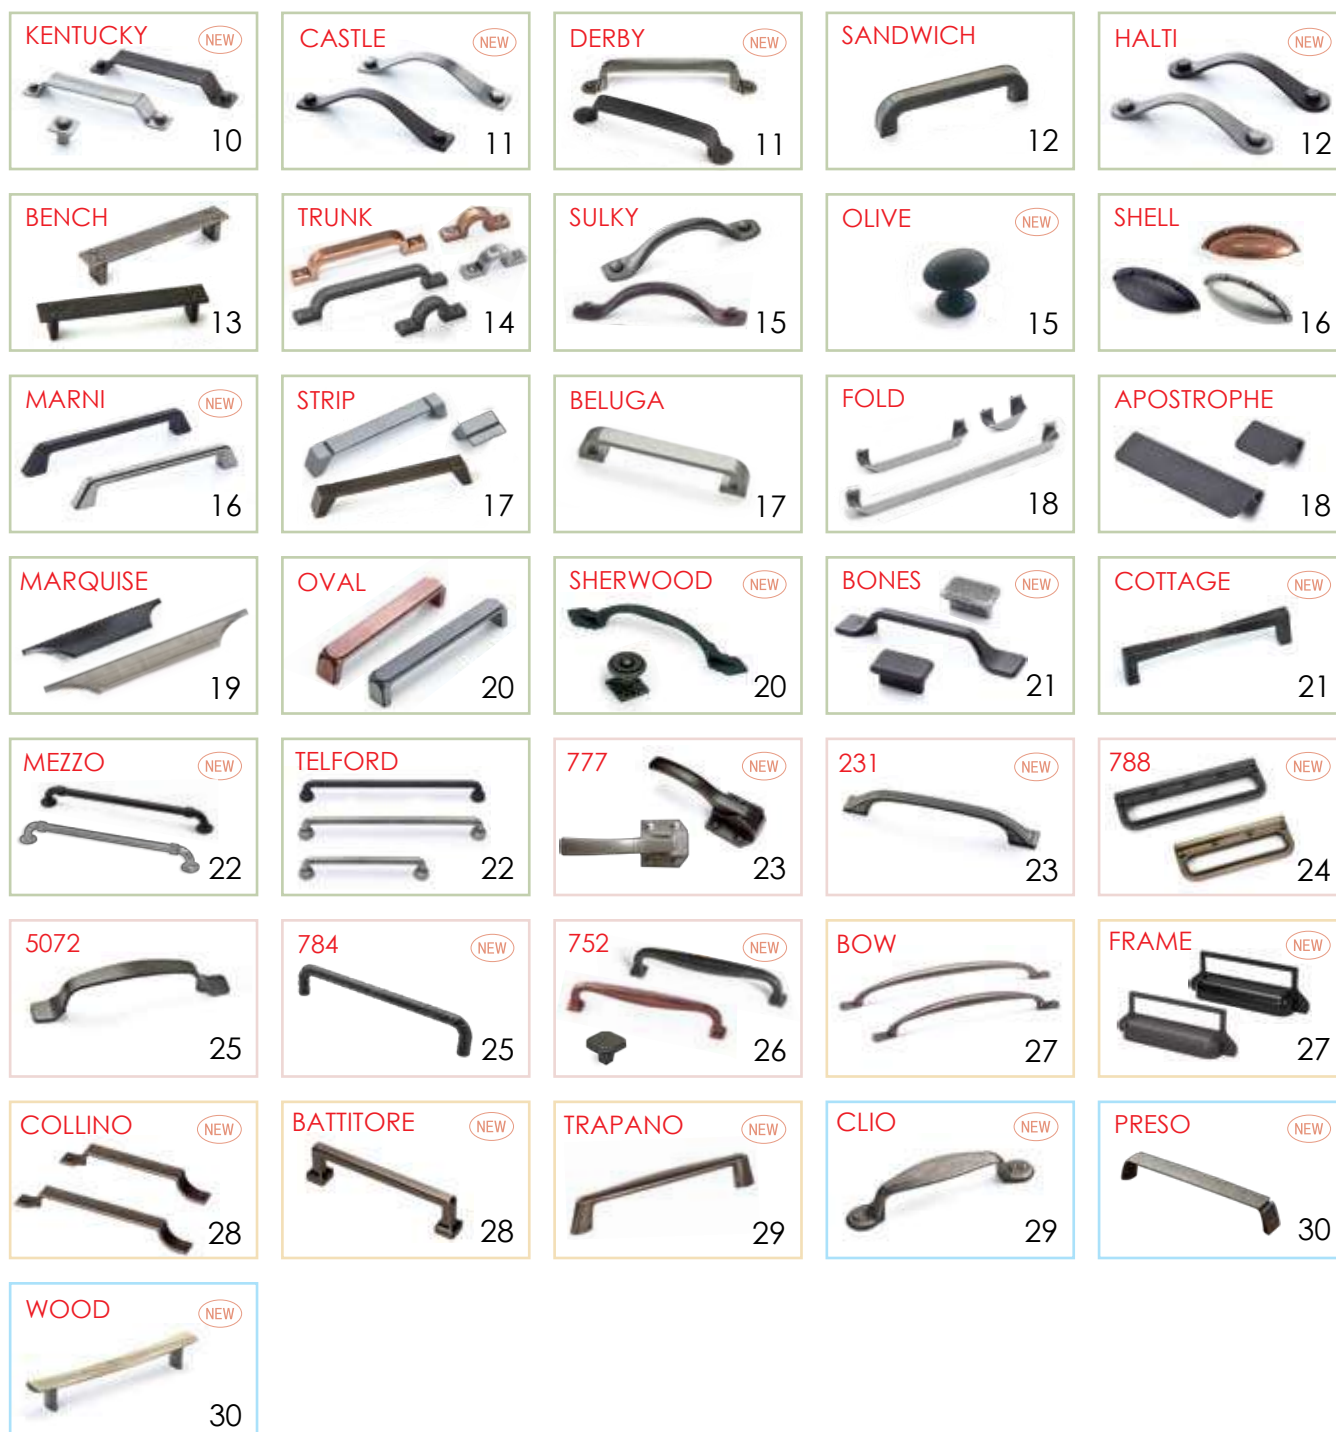 KENTUCKY NEW
10
CASTLE NEW
11
DERBY NEW
11
SANDWICH
12
HALTI NEW
12
BENCH
13
TRUNK
14
SULKY
15
OLIVE NEW
15
SHELL
16
MARNI NEW
16
STRIP
17
BELUGA
17
FOLD
18
APOSTROPHE
18
MARQUISE
19
OVAL
20
SHERWOOD NEW
20
BONES NEW
21
COTTAGE NEW
21
MEZZO NEW
22
TELFORD
22
777 NEW
23
231 NEW
23
788 NEW
24
5072
25
784 NEW
25
752 NEW
26
BOW
27
FRAME NEW
27
COLLINO NEW
28
BATTITORE NEW
28
TRAPANO NEW
29
CLIO NEW
29
PRESO NEW
30
WOOD NEW
30